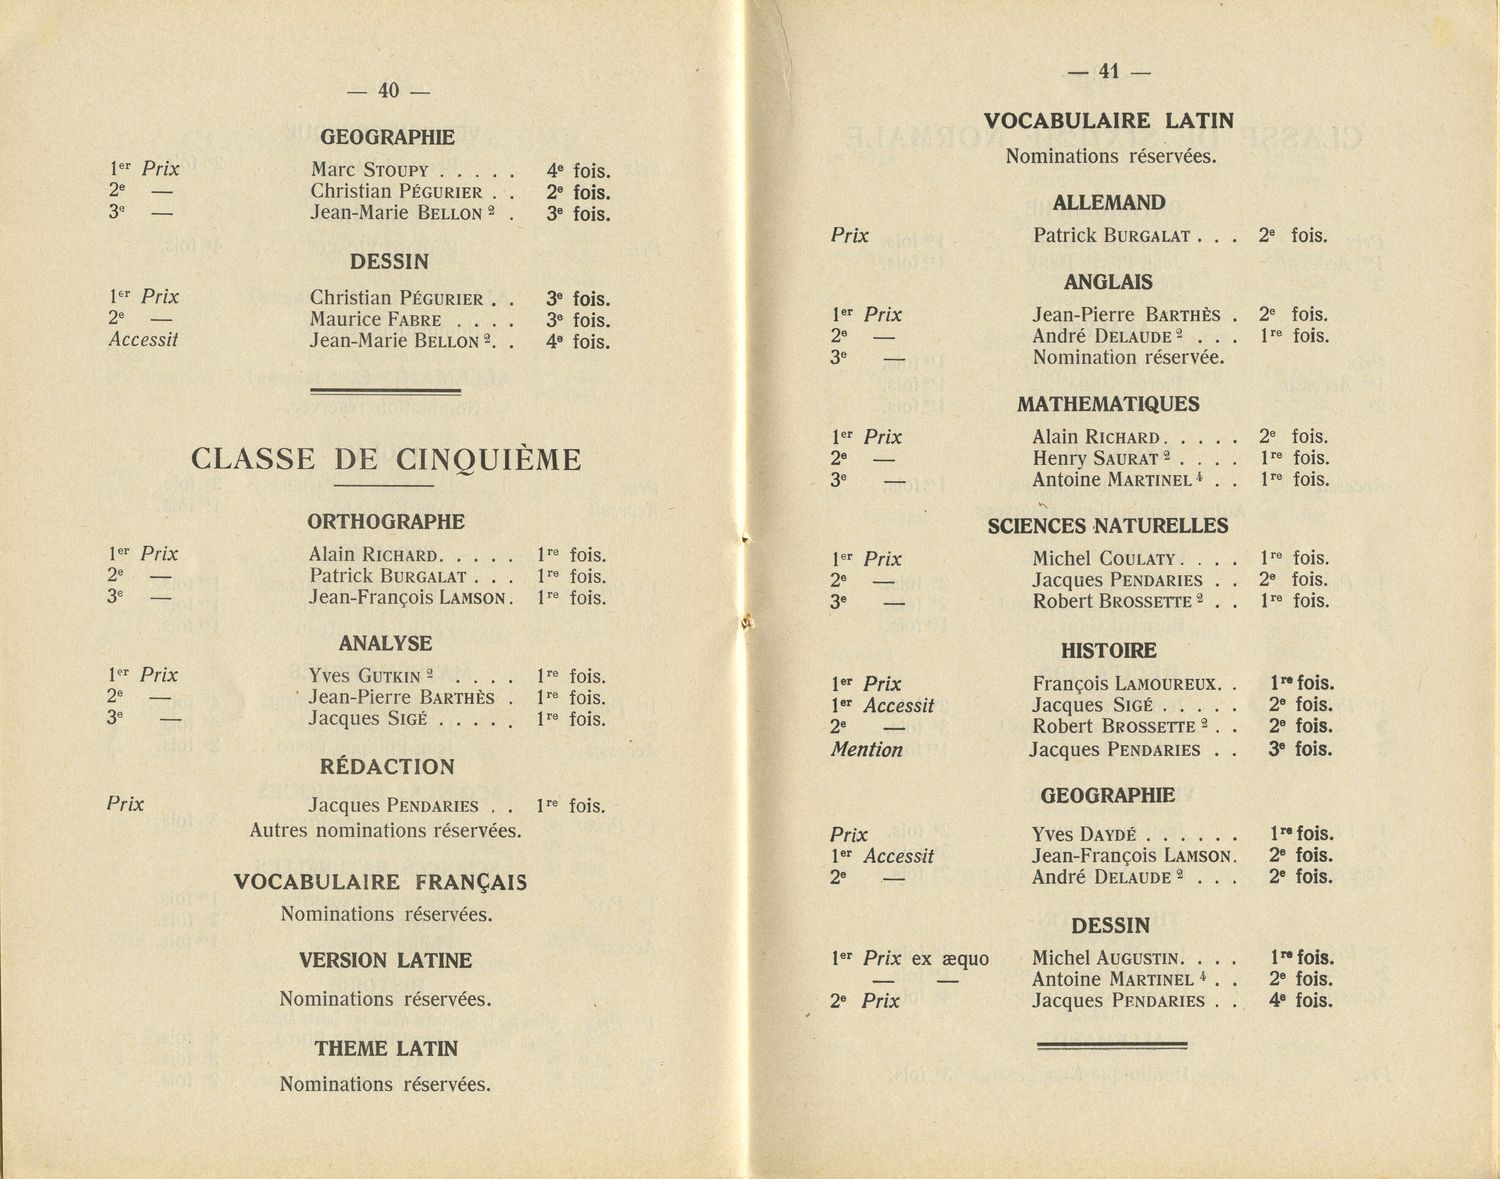 — 40 —
GEOGRAPHIE
1er Prix Marc STOUPY . . . . . 4e fois.
2e — Christian PÉGURIER . . 2e fois.
3e — Jean-Marie BELLON 2 . 3e fois.
DESSIN
1er Prix Christian PÉGURIER . . 3e fois.
2e — Maurice FABRE . . . . 3e fois.
Accessit Jean-Marie BELLON 2. . 4e fois.
CLASSE DE CINQUIÈME
ORTHOGRAPHE
1er Prix Alain RICHARD. . . . . 1re fois.
2e — Patrick BURGALAT . . . 1re fois.
3e — Jean-François LAMSON. 1re fois.
ANALYSE
1er Prix Yves GUTKIN 2 . . . . 1re fois.
2e — Jean-Pierre BARTHÈS . 1re fois.
3e — Jacques SIGÉ . . . . . 1re fois.
RÉDACTION
Prix Jacques PENDARIES . . 1re fois.
Autres nominations réservées.
VOCABULAIRE FRANÇAIS
Nominations réservées.
VERSION LATINE
Nominations réservées.
THEME LATIN
Nominations réservées.
— 41 —
VOCABULAIRE LATIN
Nominations réservées.
ALLEMAND
Prix Patrick BURGALAT . . . 2e fois.
ANGLAIS
1er Prix Jean-Pierre BARTHÈS . 2e fois.
2e — André DELAUDE 2 . . . 1re fois.
3e — Nomination réservée.
MATHEMATIQUES
1er Prix Alain RICHARD. . . . . 2e fois.
2e — Henry SAURAT 2 . . . . 1re fois.
3e — Antoine MARTINEL 4 . . 1re fois.
SCIENCES NATURELLES
1er Prix Michel COULATY. . . . 1re fois.
2e — Jacques PENDARIES . . 2e fois.
3e — Robert BROSSETTE 2 . . 1re fois.
HISTOIRE
1er Prix François LAMOUREUX. . 1re fois.
1er Accessit Jacques SIGÉ . . . . . 2e fois.
2e — Robert BROSSETTE 2 . . 2e fois.
Mention Jacques PENDARIES . . 3e fois.
GEOGRAPHIE
Prix Yves DAYDÉ . . . . . . 1re fois.
1er Accessit Jean-François LAMSON. 2e fois.
2e — André DELAUDE 2 . . . 2e fois.
DESSIN
1er Prix ex æquo Michel AUGUSTIN. . . . 1re fois.
— — Antoine MARTINEL 4 . . 2e fois.
2e Prix Jacques PENDARIES . . 4e fois.